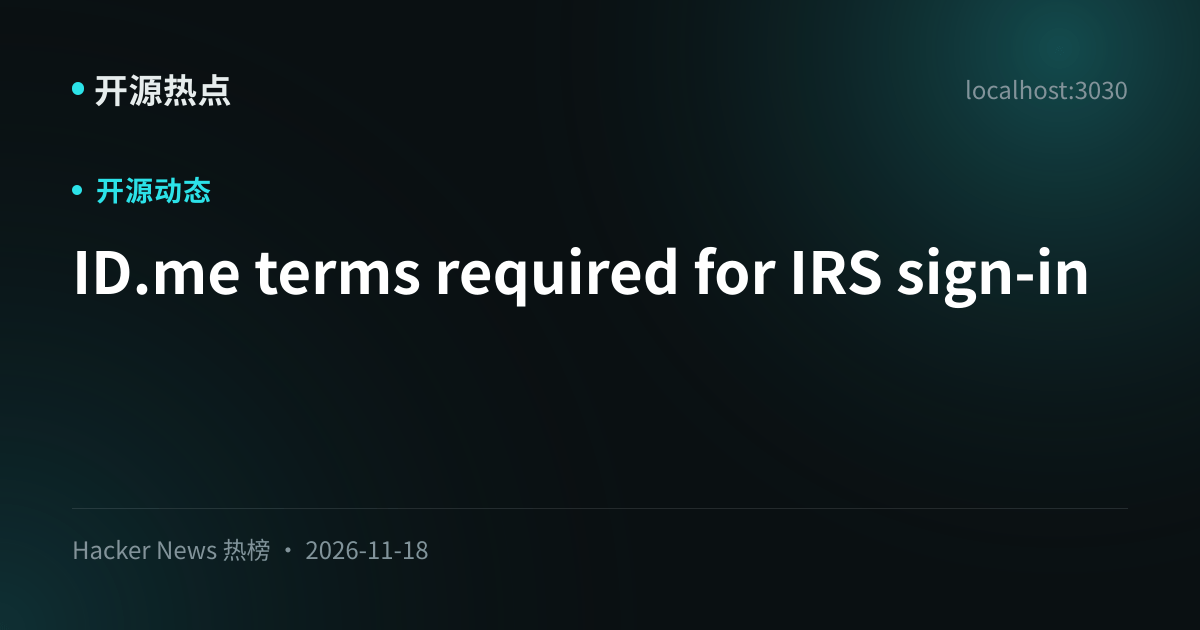 开源热点
localhost:3030
开源动态
ID.me terms required for IRS sign-in
Hacker News 热榜 · 2026-11-18